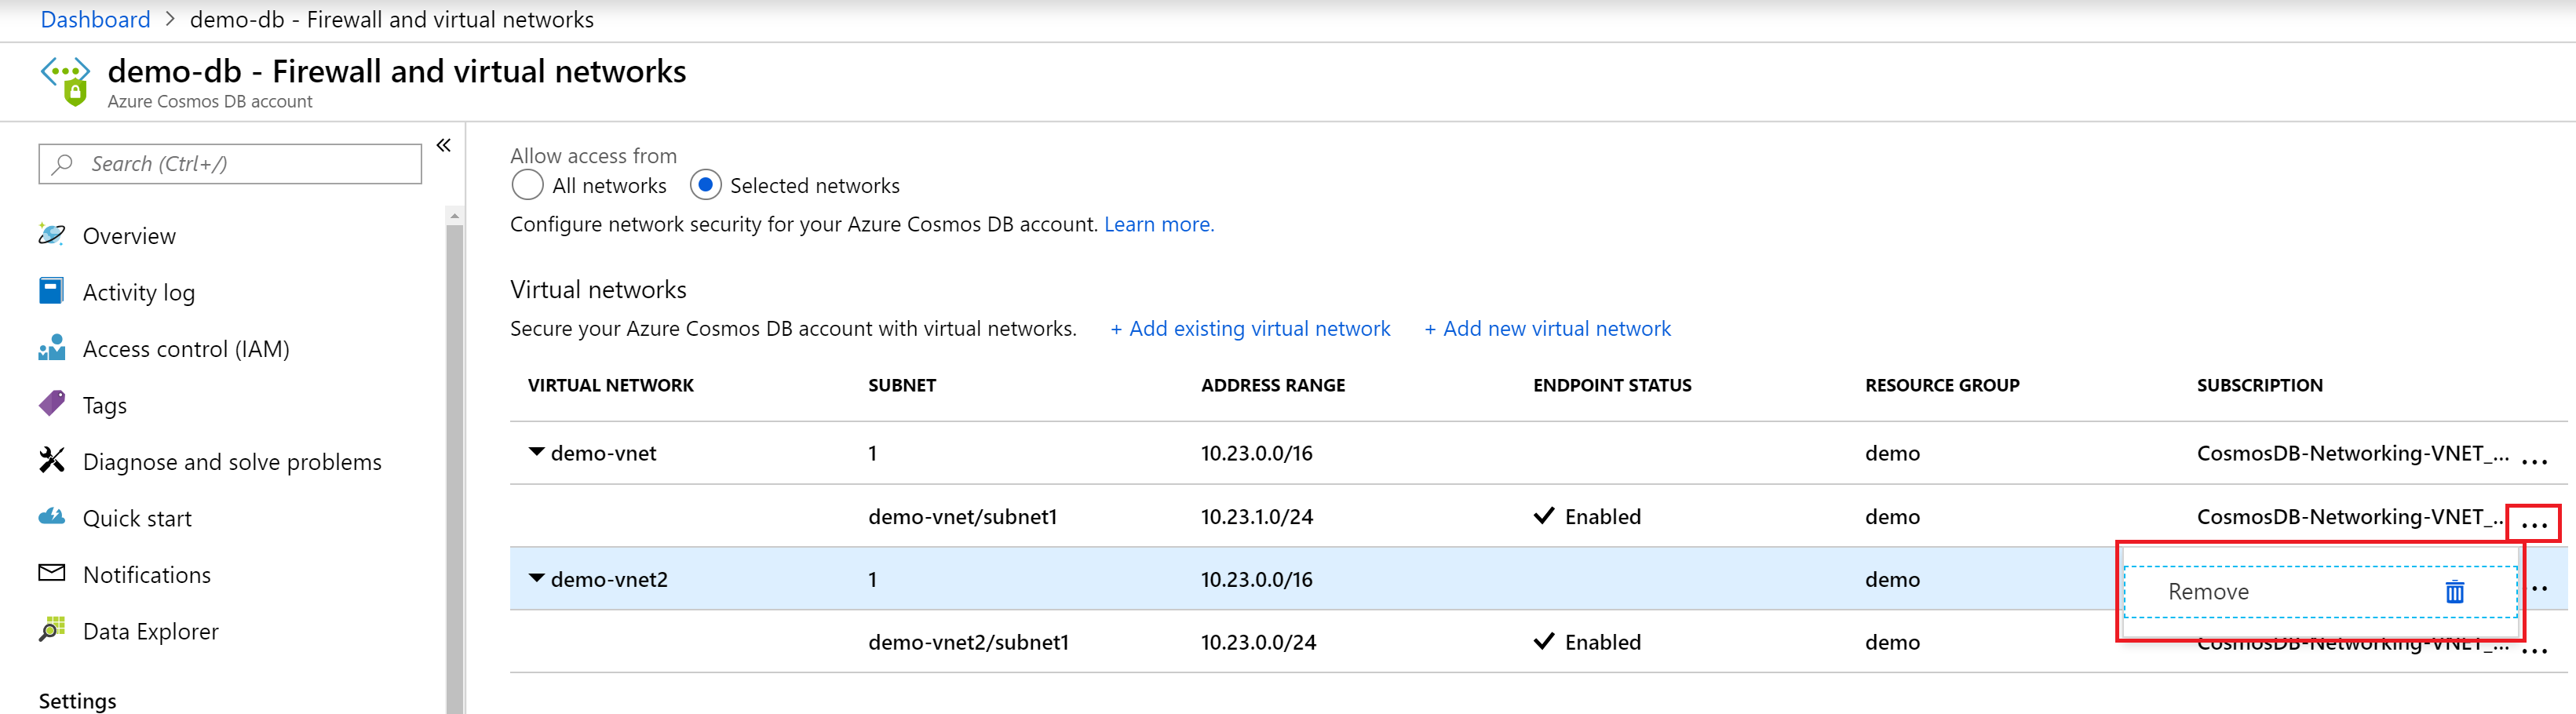 Dashboard > demo-db - Firewall and virtual networks
demo-db - Firewall and virtual networks
Azure Cosmos DB account
Search (Ctrl+/)
«
Overview
Activity log
Access control (IAM)
Tags
Diagnose and solve problems
Quick start
Notifications
Data Explorer
Settings
Allow access from
All networks Selected networks
Configure network security for your Azure Cosmos DB account. Learn more.
Virtual networks
Secure your Azure Cosmos DB account with virtual networks. + Add existing virtual network + Add new virtual network
VIRTUAL NETWORK SUBNET ADDRESS RANGE ENDPOINT STATUS RESOURCE GROUP SUBSCRIPTION
demo-vnet 1 10.23.0.0/16 demo CosmosDB-Networking-VNET_... ...
demo-vnet/subnet1 10.23.1.0/24 Enabled demo CosmosDB-Networking-VNET_... ...
demo-vnet2 1 10.23.0.0/16 demo
Remove
demo-vnet2/subnet1 10.23.0.0/24 Enabled demo CosmosDB-Networking-VNET_... ...